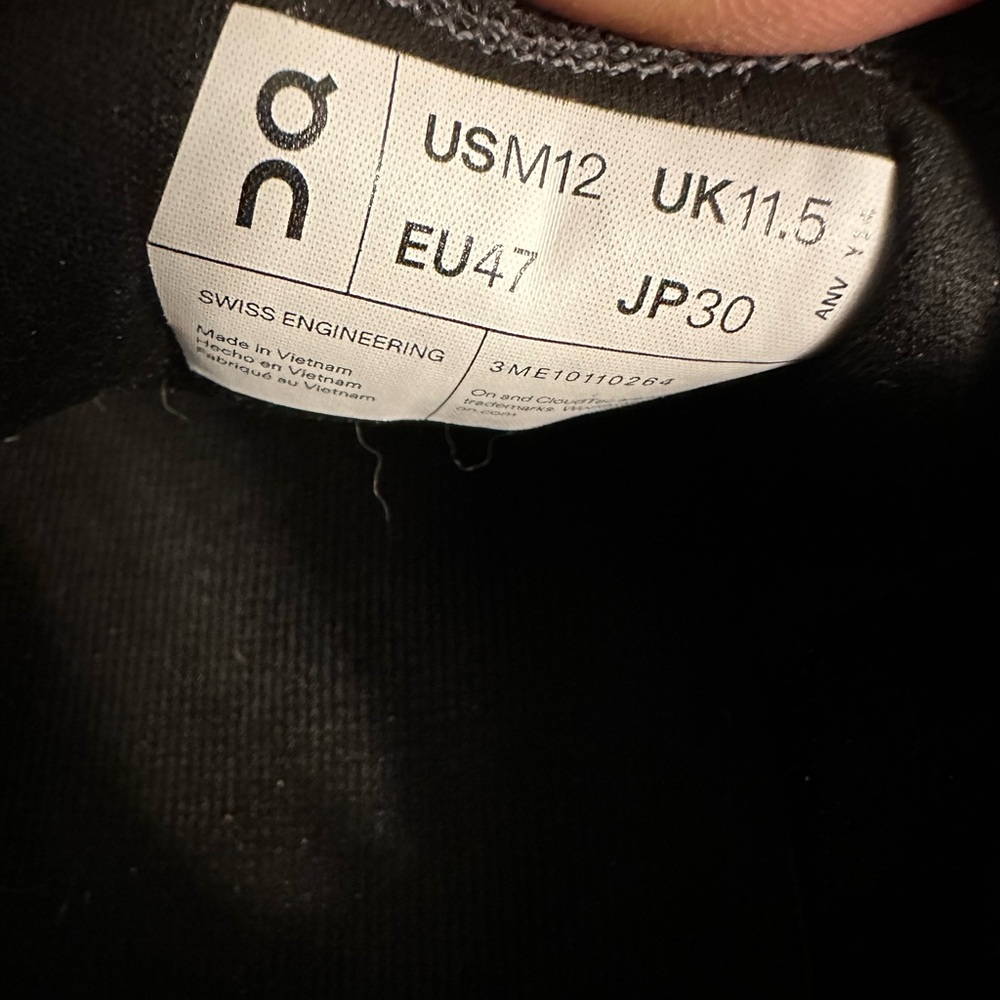 On
USM12 UK11.5
EU47 JP30
ANV
SWISS ENGINEERING
Made in Vietnam
Hecho en Vietnam
Fabriqué au Vietnam
3ME10110264
On and
trademarks.
on.com